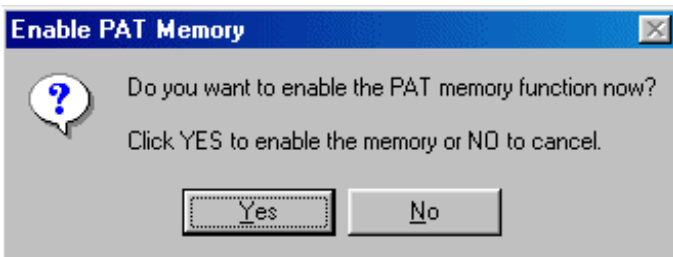 Enable PAT Memory
Do you want to enable the PAT memory function now?
Click YES to enable the memory or NO to cancel.
Yes No